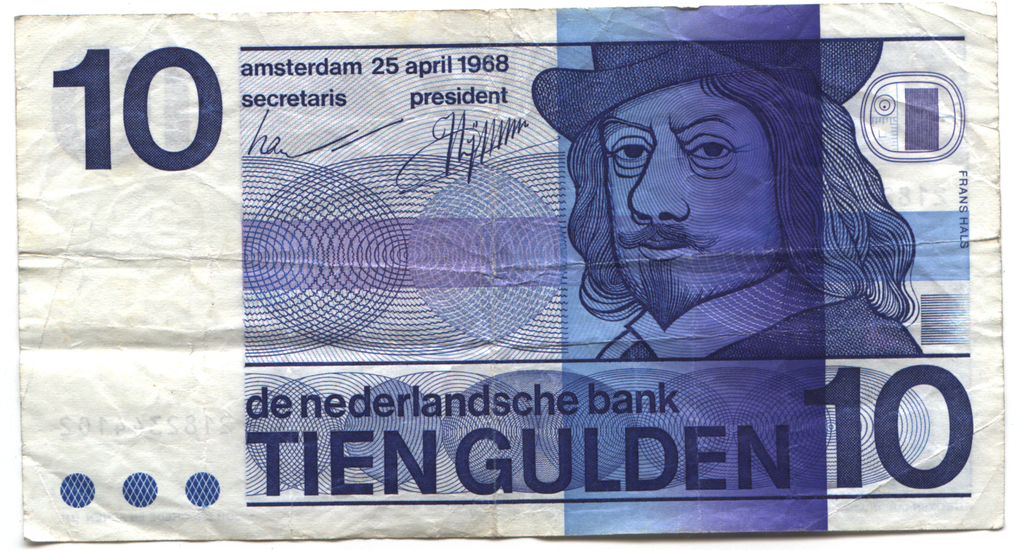 10
amsterdam 25 april 1968
secretaris president
FRANS HALS
de nederlandsche bank
TIEN GULDEN
10